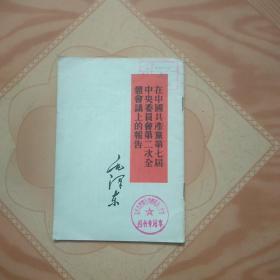 在中國共產黨第七屆
中央委員會第二次全
體會議上的報告
毛澤东